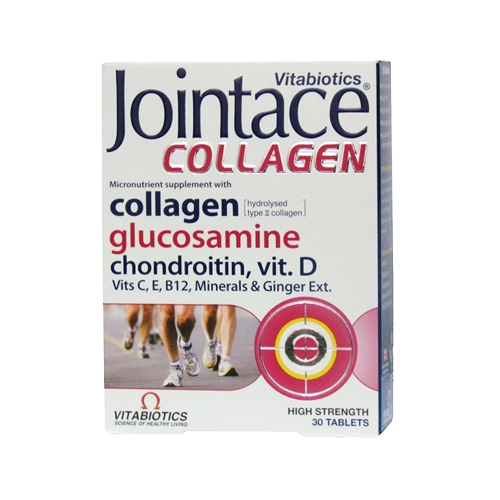 Vitabiotics
Jointace®
COLLAGEN
Micronutrient supplement with
collagen [hydrolysed type II collagen]
glucosamine
chondroitin, vit. D
Vits C, E, B12, Minerals & Ginger Ext.
VITABIOTICS
SCIENCE OF HEALTHY LIVING
HIGH STRENGTH
30 TABLETS